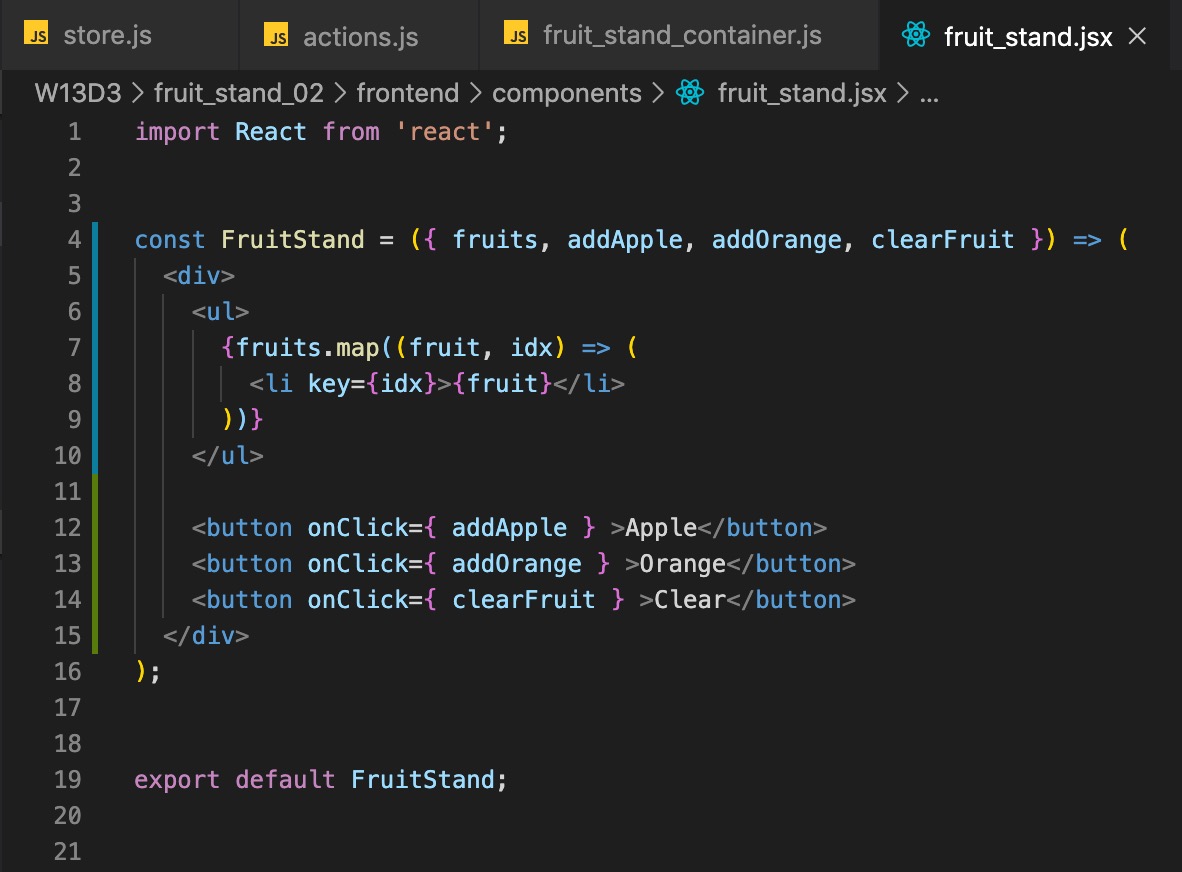 JS store.js JS actions.js JS fruit_stand_container.js fruit_stand.jsx
W13D3 > fruit_stand_02 > frontend > components > fruit_stand.jsx > ...
1 import React from 'react';
2
3
4 const FruitStand = ({ fruits, addApple, addOrange, clearFruit }) => (
5   <div>
6     <ul>
7       {fruits.map((fruit, idx) => (
8         <li key={idx}>{fruit}</li>
9       ))}
10     </ul>
11
12     <button onClick={ addApple } >Apple</button>
13     <button onClick={ addOrange } >Orange</button>
14     <button onClick={ clearFruit } >Clear</button>
15   </div>
16 );
17
18
19 export default FruitStand;
20
21